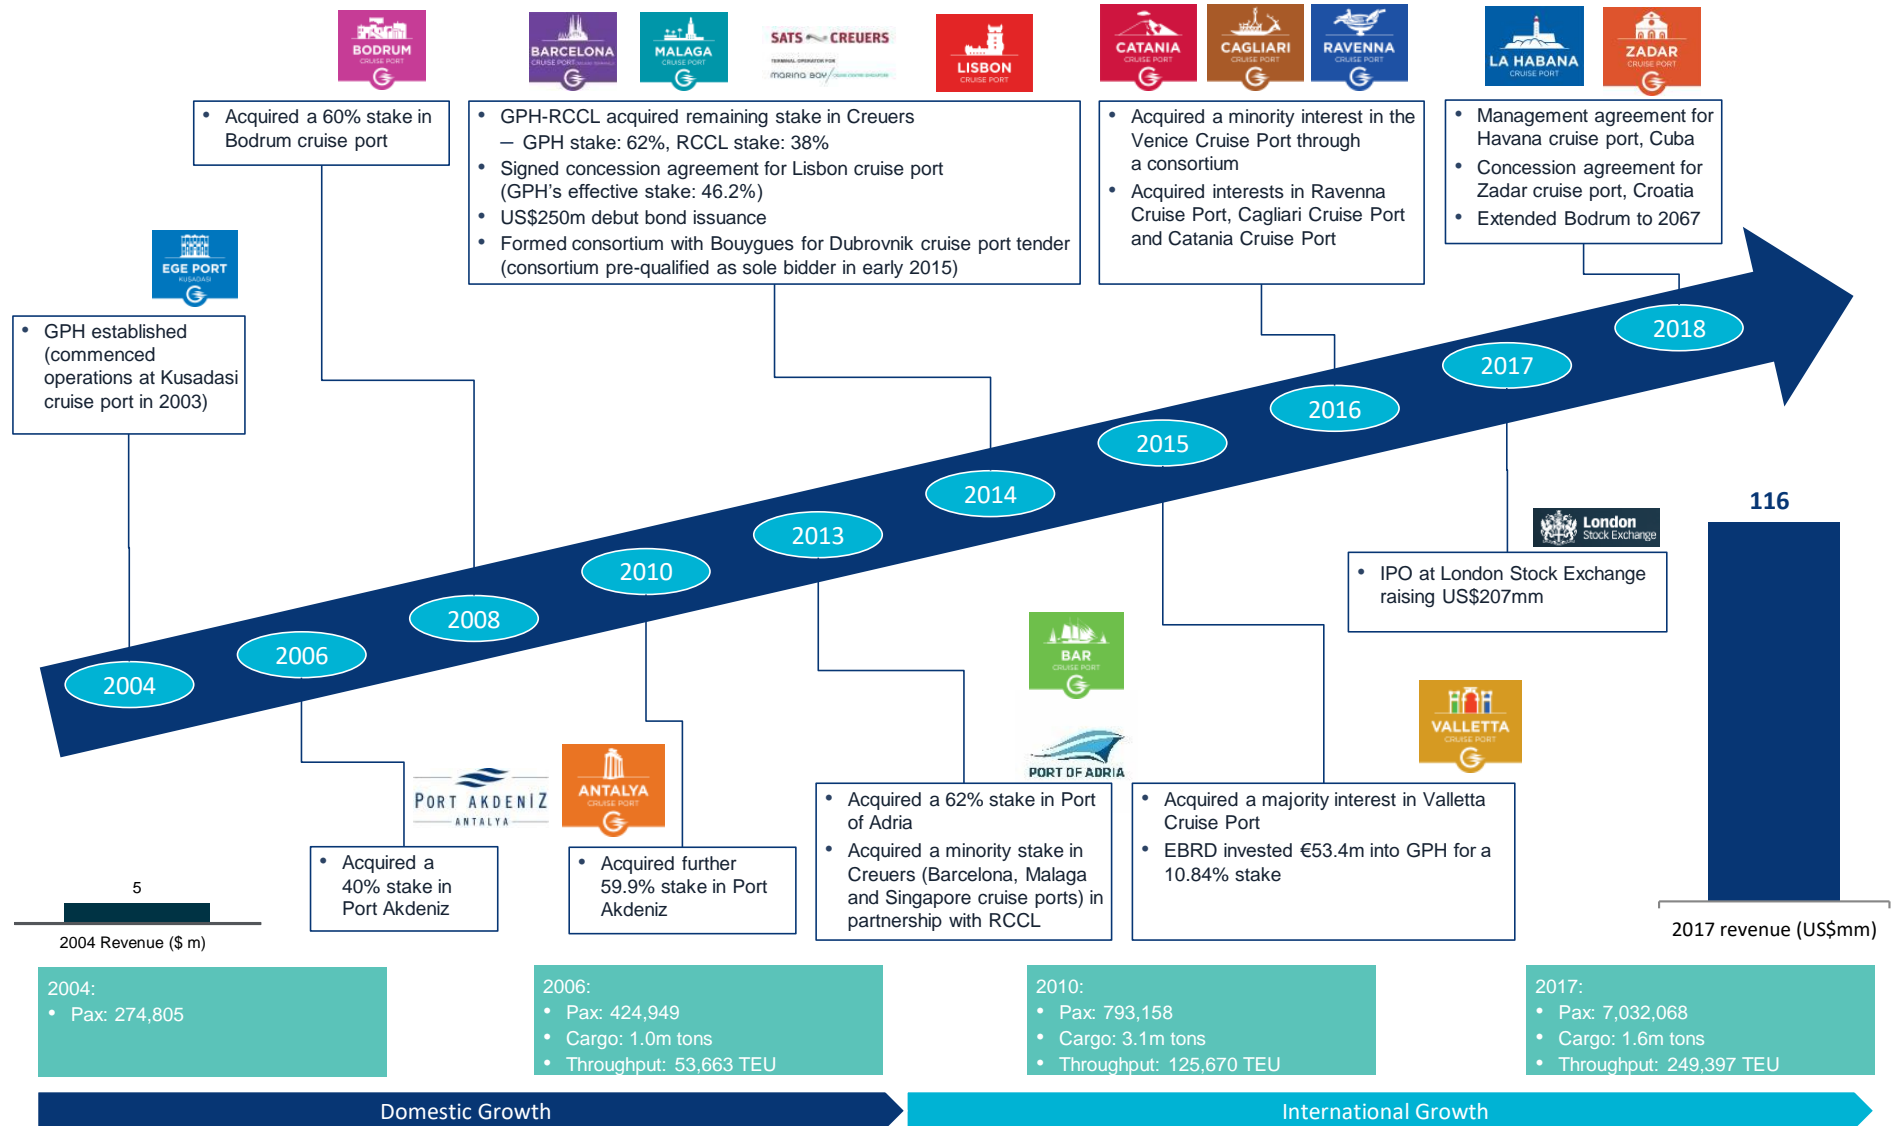 BODRUM
CRUISE PORT
BARCELONA
CRUISE PORT
MALAGA
CRUISE PORT
SATS CREUERS
TERMINAL OPERATOR FOR
MARINA BAY CRUISE CENTRE SINGAPORE
LISBON
CRUISE PORT
CATANIA
CRUISE PORT
CAGLIARI
CRUISE PORT
RAVENNA
CRUISE PORT
LA HABANA
CRUISE PORT
ZADAR
CRUISE PORT
• Acquired a 60% stake in
Bodrum cruise port
• GPH-RCCL acquired remaining stake in Creuers
– GPH stake: 62%, RCCL stake: 38%
• Signed concession agreement for Lisbon cruise port
(GPH’s effective stake: 46.2%)
• US$250m debut bond issuance
• Formed consortium with Bouygues for Dubrovnik cruise port tender
(consortium pre-qualified as sole bidder in early 2015)
• Acquired a minority interest in the
Venice Cruise Port through
a consortium
• Acquired interests in Ravenna
Cruise Port, Cagliari Cruise Port
and Catania Cruise Port
• Management agreement for
Havana cruise port, Cuba
• Concession agreement for
Zadar cruise port, Croatia
• Extended Bodrum to 2067
EGE PORT
KUSADASI
• GPH established
(commenced
operations at Kusadasi
cruise port in 2003)
2018
2017
2016
2015
2014
2013
2010
2008
2006
2004
London
Stock Exchange
• IPO at London Stock Exchange
raising US$207mm
116
2017 revenue (US$mm)
BAR
CRUISE PORT
PORT OF ADRIA
VALLETTA
CRUISE PORT
PORT AKDENİZ
ANTALYA
ANTALYA
CRUISE PORT
• Acquired a
40% stake in
Port Akdeniz
• Acquired further
59.9% stake in Port
Akdeniz
• Acquired a 62% stake in Port
of Adria
• Acquired a minority stake in
Creuers (Barcelona, Malaga
and Singapore cruise ports) in
partnership with RCCL
• Acquired a majority interest in Valletta
Cruise Port
• EBRD invested €53.4m into GPH for a
10.84% stake
5
2004 Revenue ($ m)
2004:
• Pax: 274,805
2006:
• Pax: 424,949
• Cargo: 1.0m tons
• Throughput: 53,663 TEU
2010:
• Pax: 793,158
• Cargo: 3.1m tons
• Throughput: 125,670 TEU
2017:
• Pax: 7,032,068
• Cargo: 1.6m tons
• Throughput: 249,397 TEU
Domestic Growth
International Growth